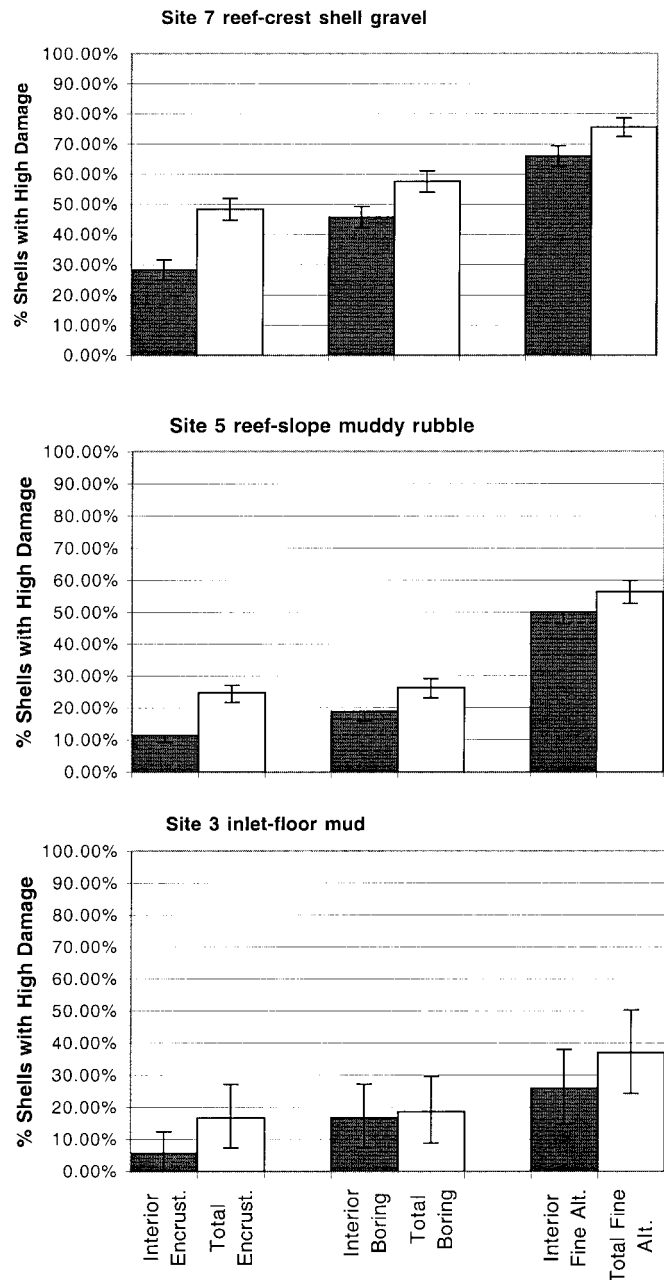 Site 7 reef-crest shell gravel
% Shells with High Damage
100.00%
90.00%
80.00%
70.00%
60.00%
50.00%
40.00%
30.00%
20.00%
10.00%
0.00%
Site 5 reef-slope muddy rubble
% Shells with High Damage
100.00%
90.00%
80.00%
70.00%
60.00%
50.00%
40.00%
30.00%
20.00%
10.00%
0.00%
Site 3 inlet-floor mud
% Shells with High Damage
100.00%
90.00%
80.00%
70.00%
60.00%
50.00%
40.00%
30.00%
20.00%
10.00%
0.00%
Interior
Encrust.
Total
Encrust.
Interior
Boring
Total
Boring
Interior
Fine Alt.
Total Fine
Alt.